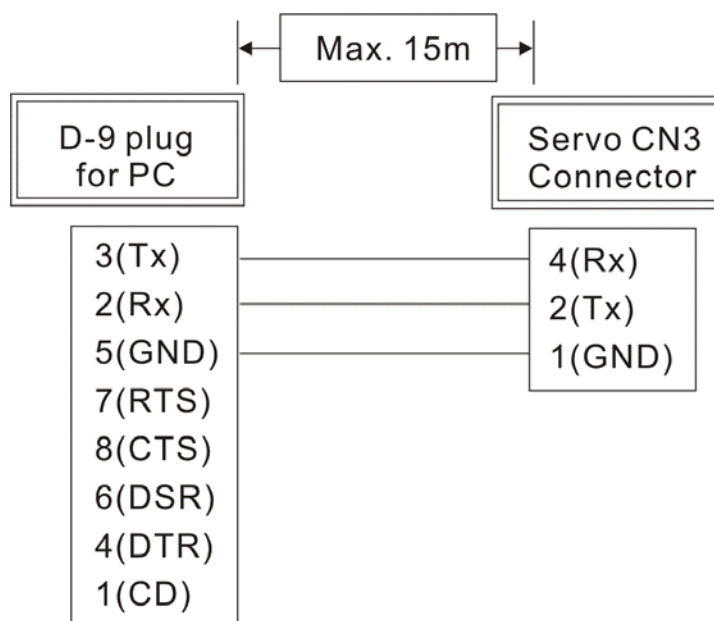 Max. 15m
D-9 plug
for PC
Servo CN3
Connector
3(Tx)
2(Rx)
5(GND)
7(RTS)
8(CTS)
6(DSR)
4(DTR)
1(CD)
4(Rx)
2(Tx)
1(GND)